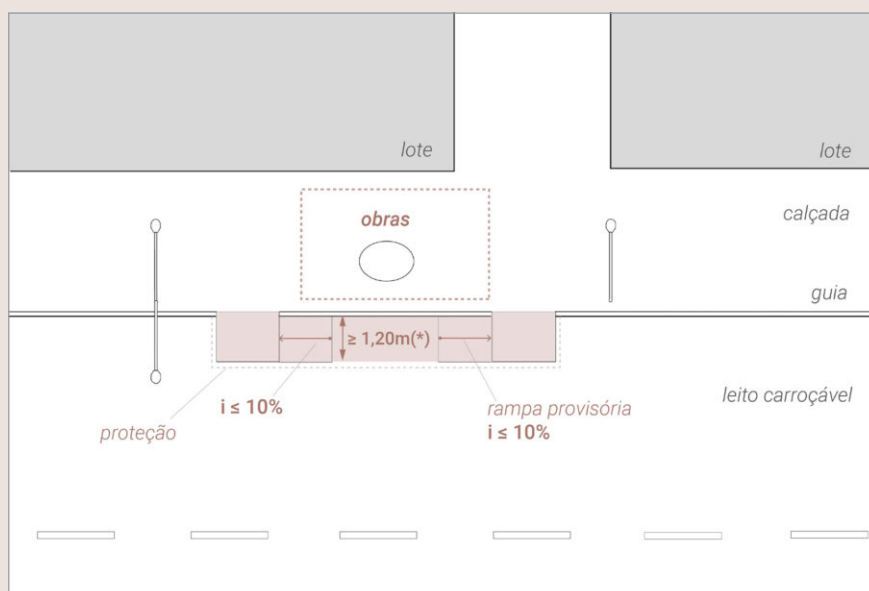 lote
lote
obras
calçada
guia
≥ 1,20m(*)
leito carroçável
i ≤ 10%
rampa provisória
i ≤ 10%
proteção